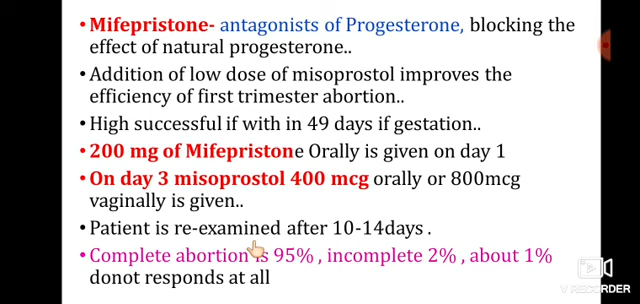 • Mifepristone- antagonists of Progesterone, blocking the
effect of natural progesterone..
• Addition of low dose of misoprostol improves the
efficiency of first trimester abortion..
• High successful if with in 49 days if gestation..
• 200 mg of Mifepristone Orally is given on day 1
• On day 3 misoprostol 400 mcg orally or 800mcg
vaginally is given..
• Patient is re-examined after 10-14days .
• Complete abortion is 95% , incomplete 2% , about 1%
donot responds at all
V RECORDER